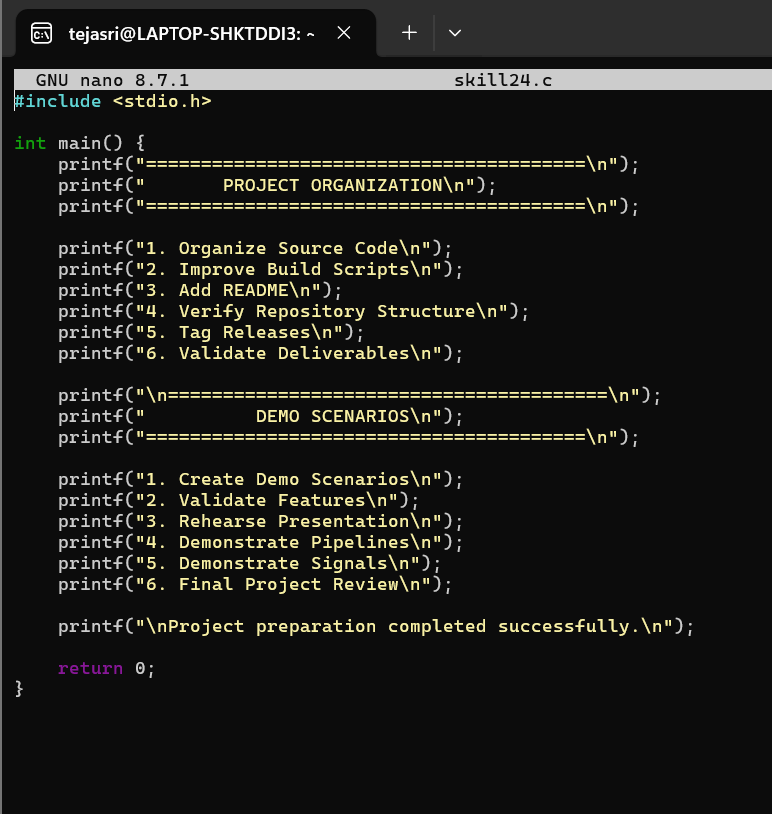 tejasri@LAPTOP-SHKTDDI3: ~
GNU nano 8.7.1 skill24.c
#include <stdio.h>

int main() {
    printf("========================================\n");
    printf("       PROJECT ORGANIZATION\n");
    printf("========================================\n");

    printf("1. Organize Source Code\n");
    printf("2. Improve Build Scripts\n");
    printf("3. Add README\n");
    printf("4. Verify Repository Structure\n");
    printf("5. Tag Releases\n");
    printf("6. Validate Deliverables\n");

    printf("\n========================================\n");
    printf("          DEMO SCENARIOS\n");
    printf("========================================\n");

    printf("1. Create Demo Scenarios\n");
    printf("2. Validate Features\n");
    printf("3. Rehearse Presentation\n");
    printf("4. Demonstrate Pipelines\n");
    printf("5. Demonstrate Signals\n");
    printf("6. Final Project Review\n");

    printf("\nProject preparation completed successfully.\n");

    return 0;
}